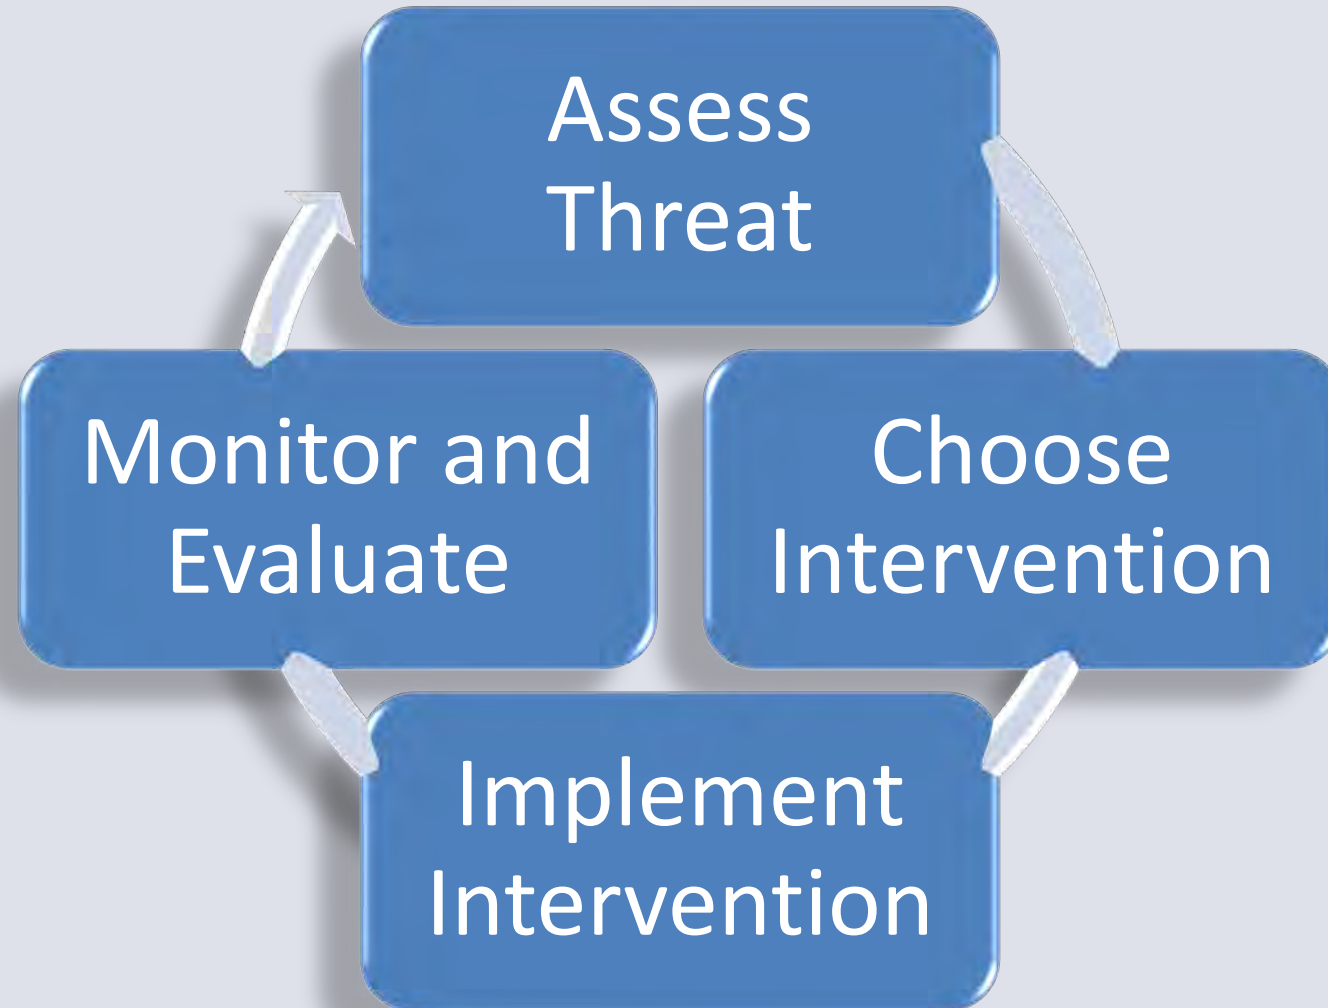 Assess
Threat
Choose
Intervention
Implement
Intervention
Monitor and
Evaluate